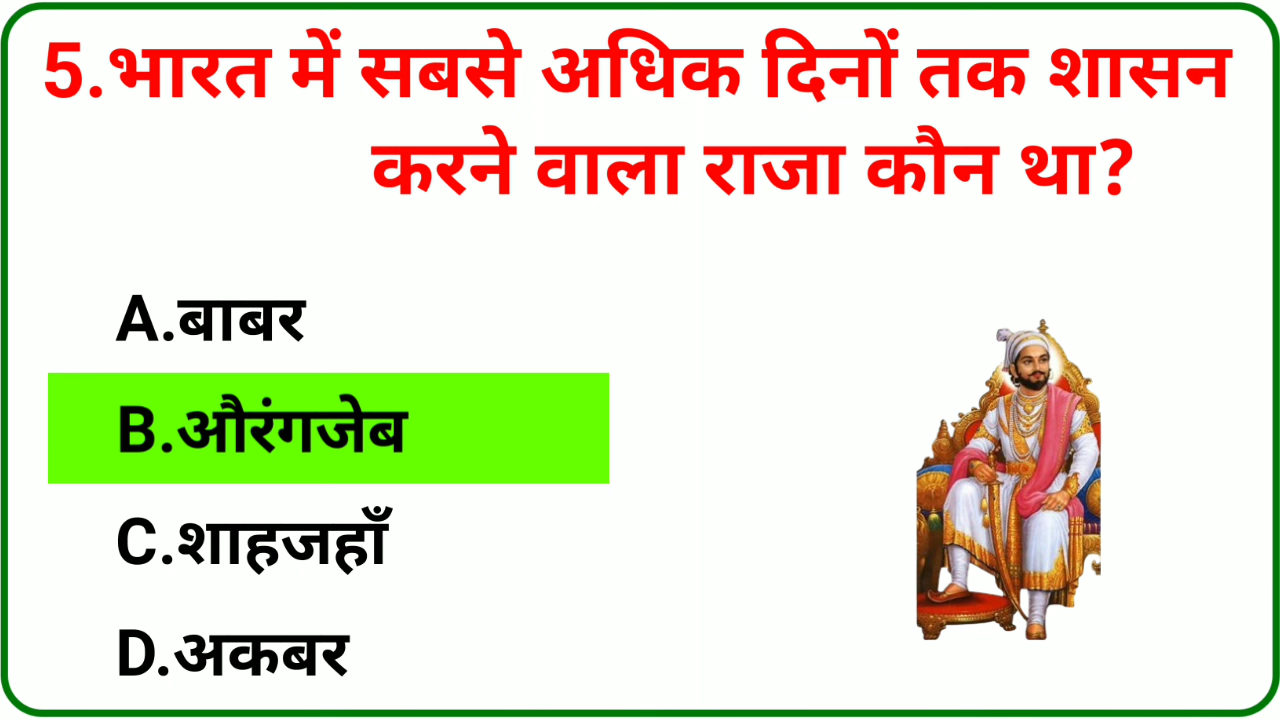 5.भारत में सबसे अधिक दिनों तक शासन
करने वाला राजा कौन था?
A.बाबर
B.औरंगजेब
C.शाहजहाँ
D.अकबर